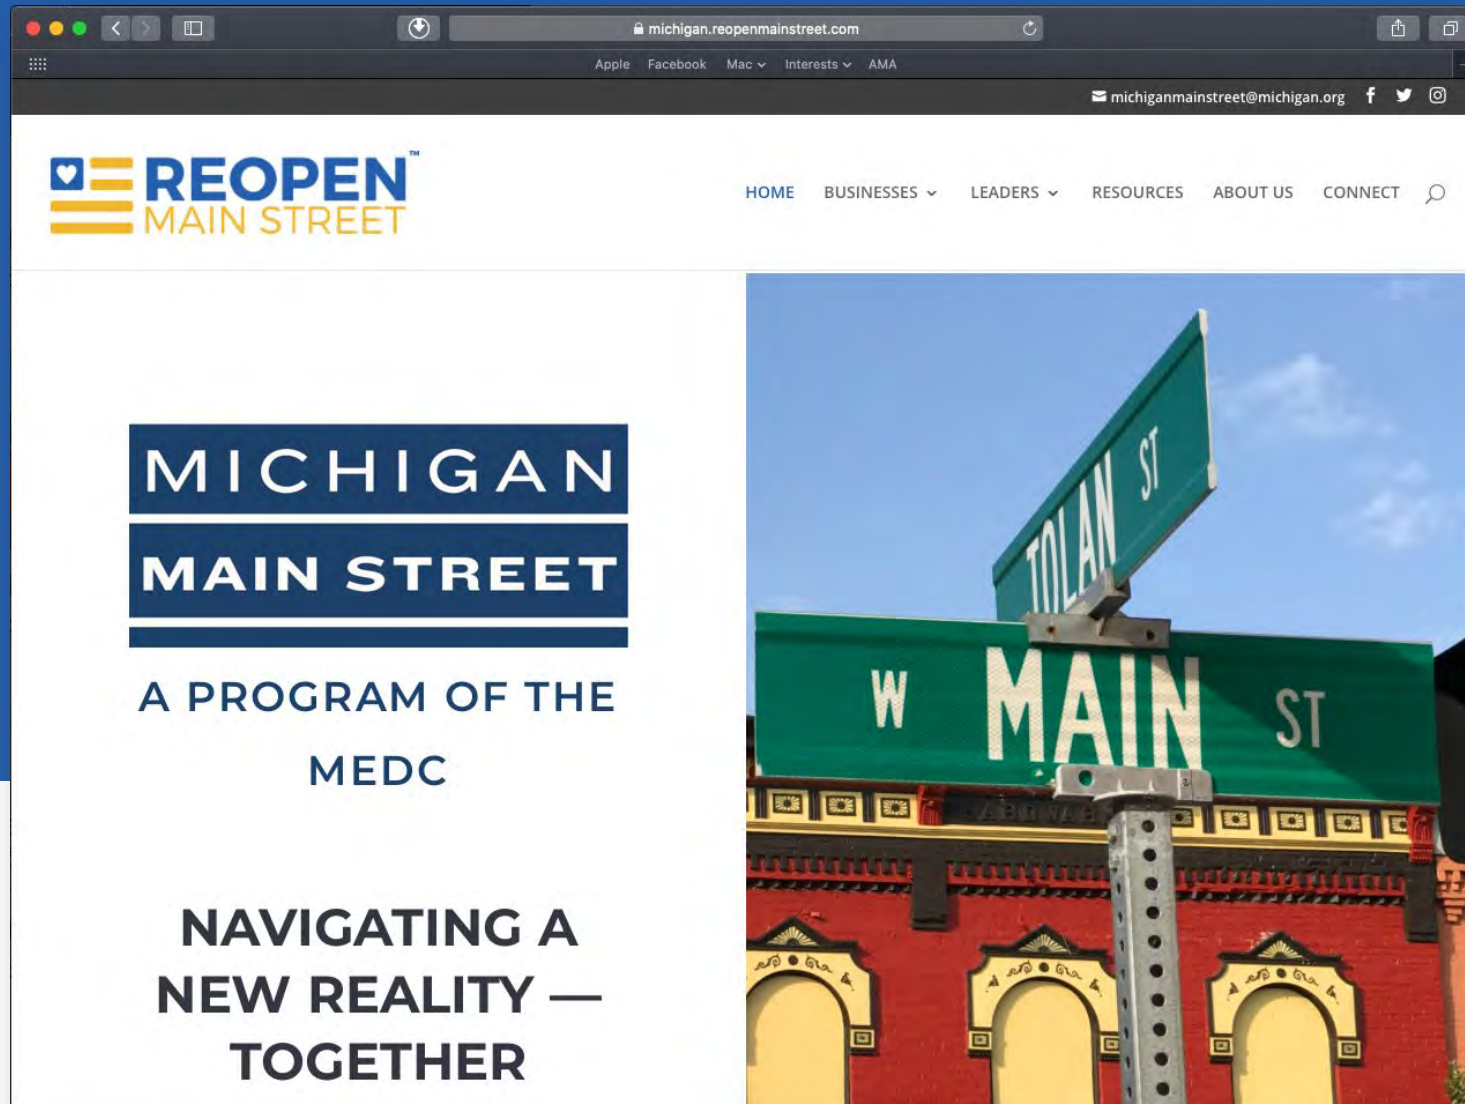 michigan.reopenmainstreet.com
Apple Facebook Mac Interests AMA
michiganmainstreet@michigan.org
REOPEN™
MAIN STREET
HOME BUSINESSES LEADERS RESOURCES ABOUT US CONNECT
MICHIGAN
MAIN STREET
A PROGRAM OF THE
MEDC
NAVIGATING A
NEW REALITY —
TOGETHER
TOLAN ST
W MAIN ST